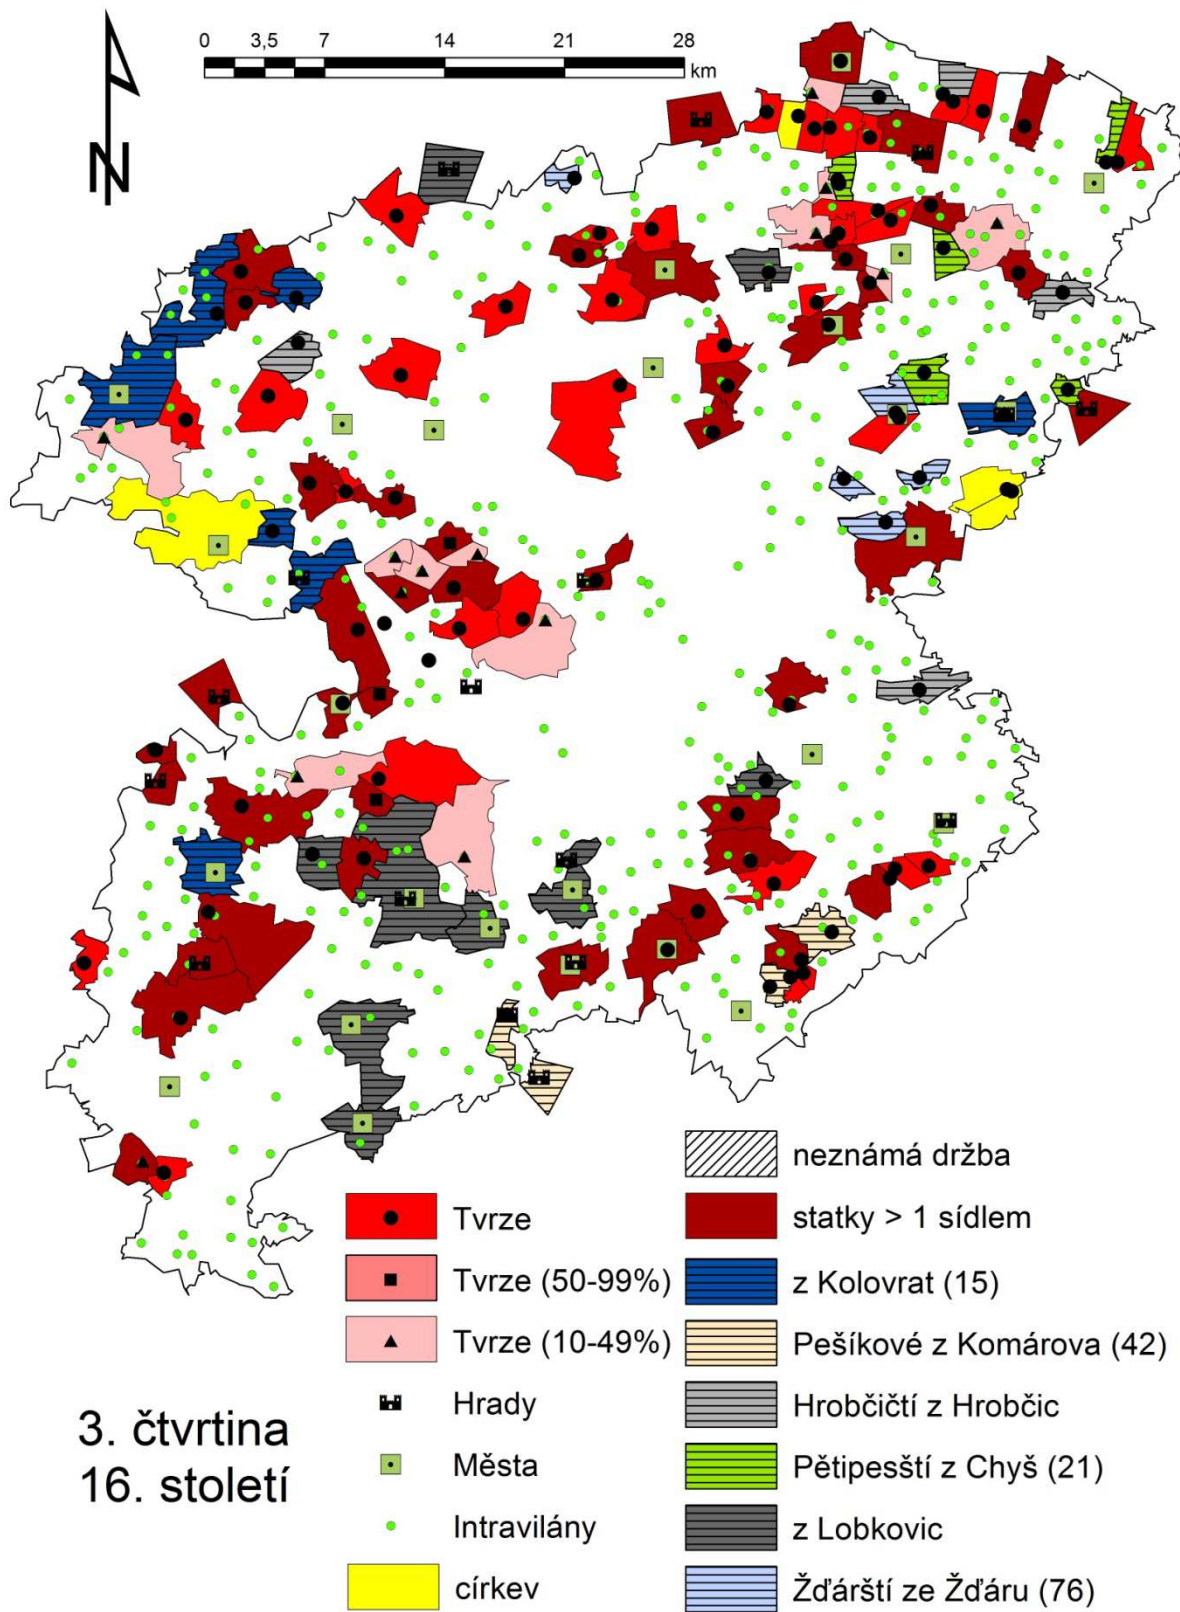 0 3,5 7 14 21 28
km
N
neznámá držba
Tvrze
statky > 1 sídlem
Tvrze (50-99%)
z Kolovrat (15)
Tvrze (10-49%)
Pešíkové z Komárova (42)
Hrady
Hrobčičtí z Hrobčic
3. čtvrtina
16. století
Města
Pětipesští z Chyš (21)
Intravilány
z Lobkovic
církev
Žďárští ze Žďáru (76)